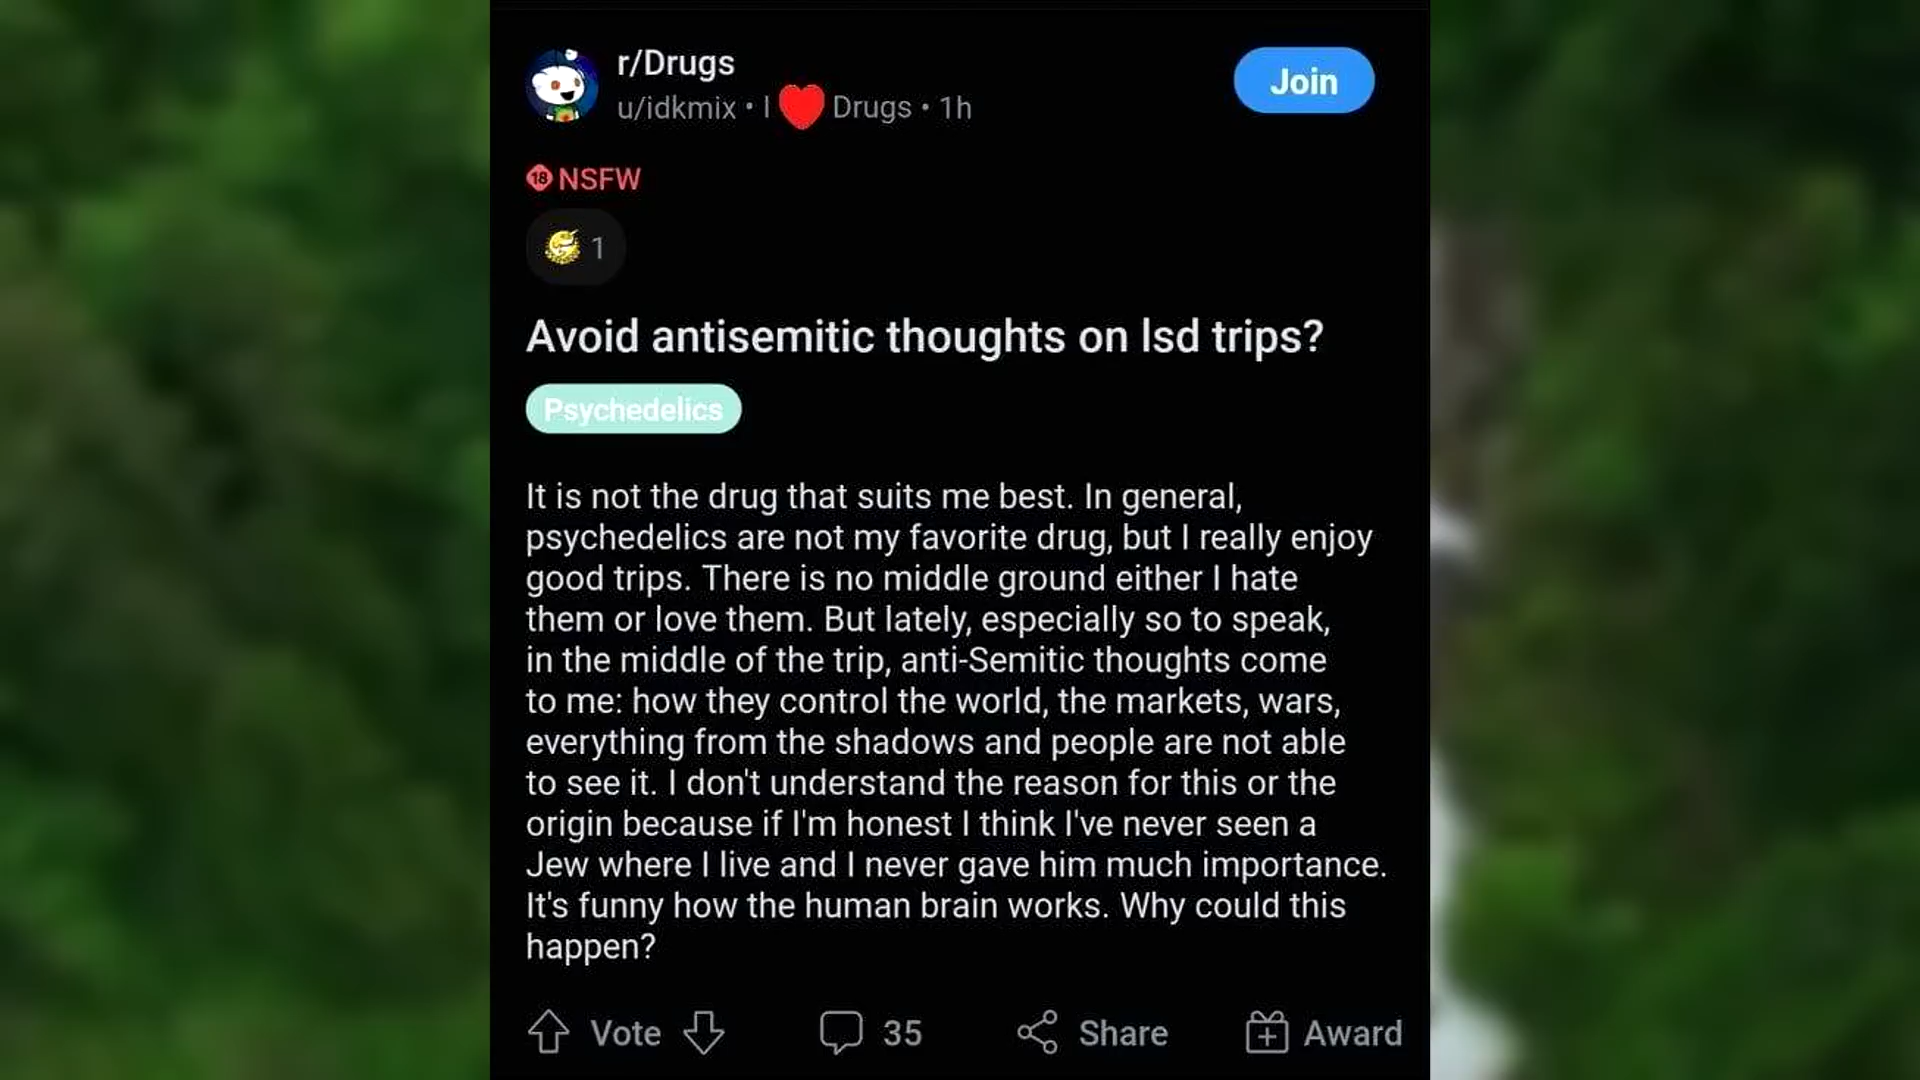 r/Drugs
Join
u/idkmix • I ❤ Drugs • 1h
18 NSFW
1
Avoid antisemitic thoughts on lsd trips?
Psychedelics
It is not the drug that suits me best. In general,
psychedelics are not my favorite drug, but I really enjoy
good trips. There is no middle ground either I hate
them or love them. But lately, especially so to speak,
in the middle of the trip, anti-Semitic thoughts come
to me: how they control the world, the markets, wars,
everything from the shadows and people are not able
to see it. I don't understand the reason for this or the
origin because if I'm honest I think I've never seen a
Jew where I live and I never gave him much importance.
It's funny how the human brain works. Why could this
happen?
Vote 35 Share Award